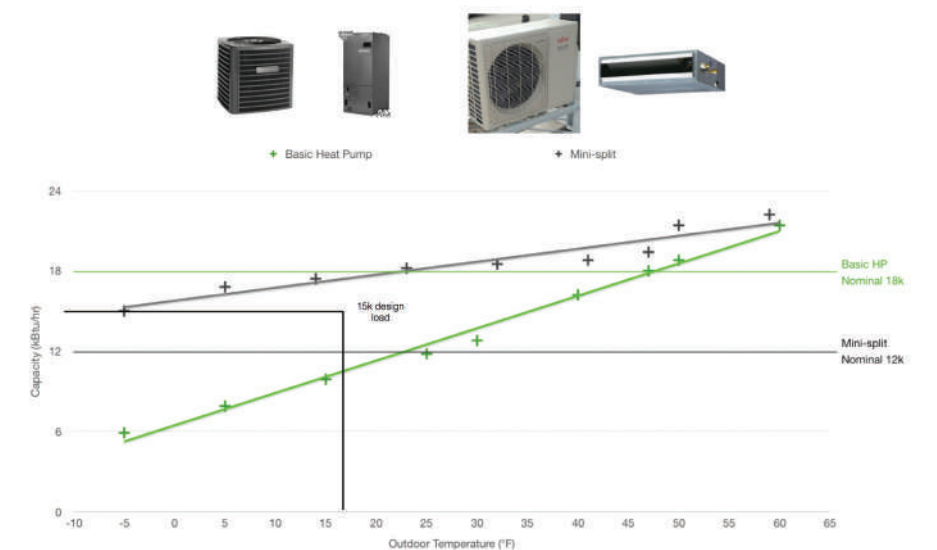 + Basic Heat Pump
+ Mini-split
24
18
12
6
0
Capacity (kBtu/hr)
15k design
load
Basic HP
Nominal 18k
Mini-split
Nominal 12k
-10 -5 0 5 10 15 20 25 30 35 40 45 50 55 60 65
Outdoor Temperature (°F)